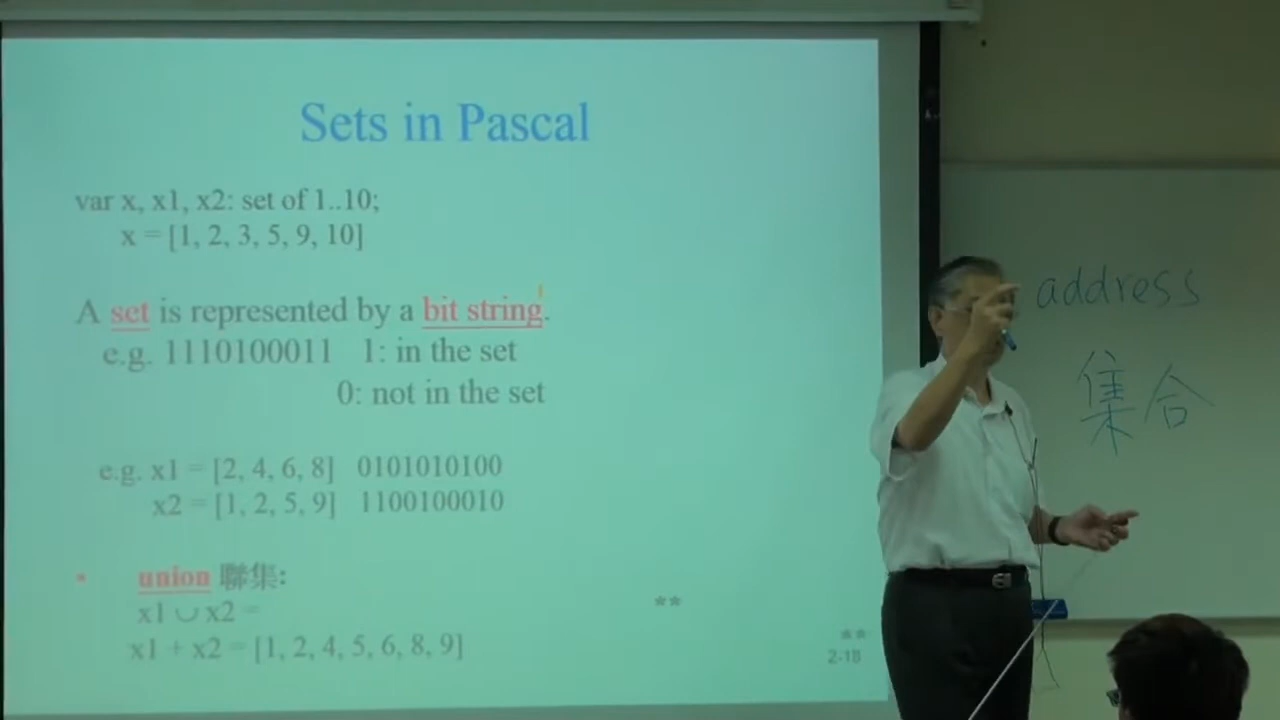 Sets in Pascal
var x, x1, x2: set of 1..10;
x = [1, 2, 3, 5, 9, 10]
A set is represented by a bit string.
e.g. 1110100011 1: in the set
0: not in the set
e.g. x1 = [2, 4, 6, 8] 0101010100
x2 = [1, 2, 5, 9] 1100100010
• union 聯集:
x1 ∪ x2 =
x1 + x2 = [1, 2, 4, 5, 6, 8, 9]
**
**
2-18
address
集合